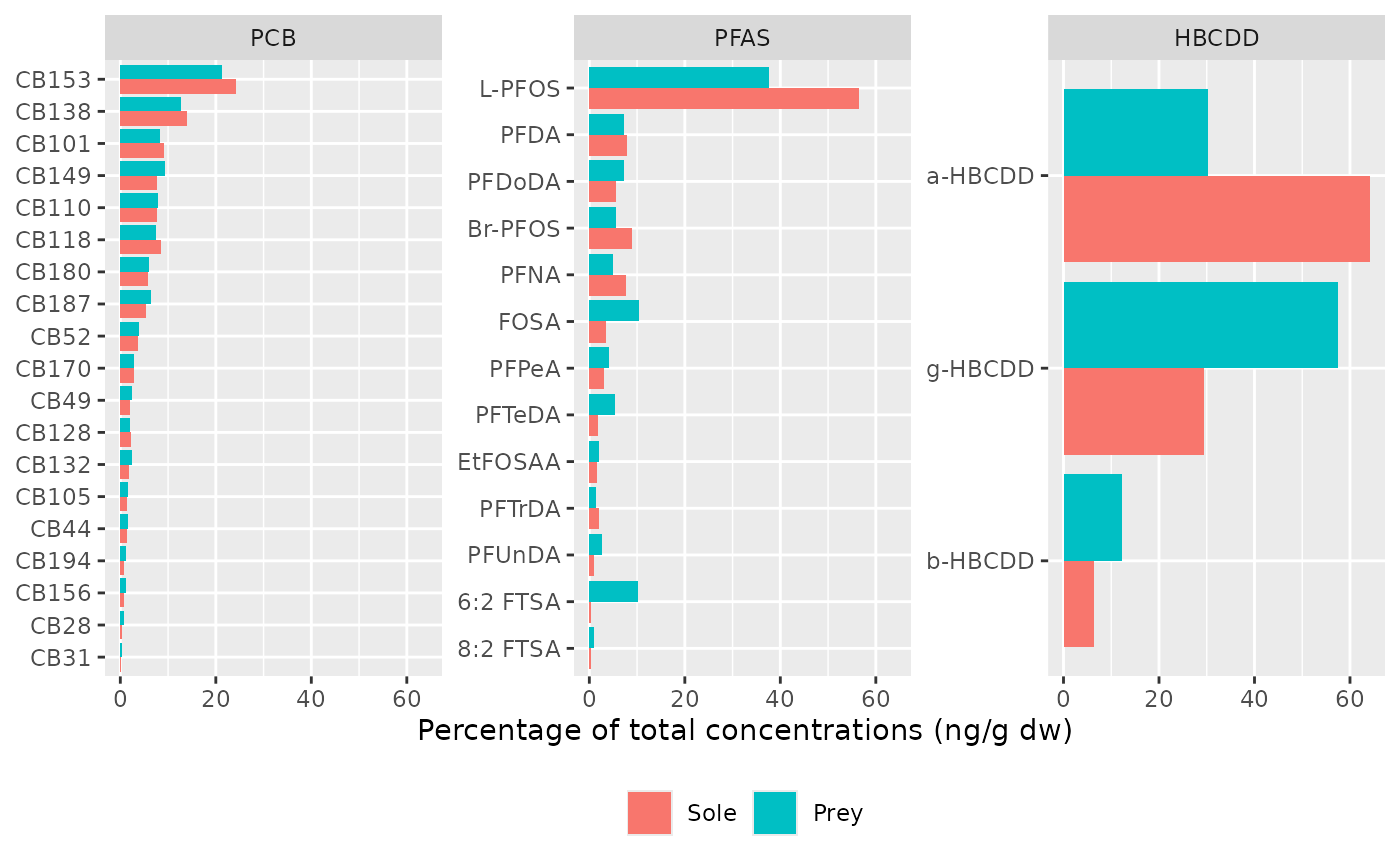 PCB
PFAS
HBCDD
CB153
CB138
CB101
CB149
CB110
CB118
CB180
CB187
CB52
CB170
CB49
CB128
CB132
CB105
CB44
CB194
CB156
CB28
CB31
0 20 40 60
L-PFOS
PFDA
PFDoDA
Br-PFOS
PFNA
FOSA
PFPeA
PFTeDA
EtFOSAA
PFTrDA
PFUnDA
6:2 FTSA
8:2 FTSA
0 20 40 60
a-HBCDD
g-HBCDD
b-HBCDD
0 20 40 60
Percentage of total concentrations (ng/g dw)
Sole Prey